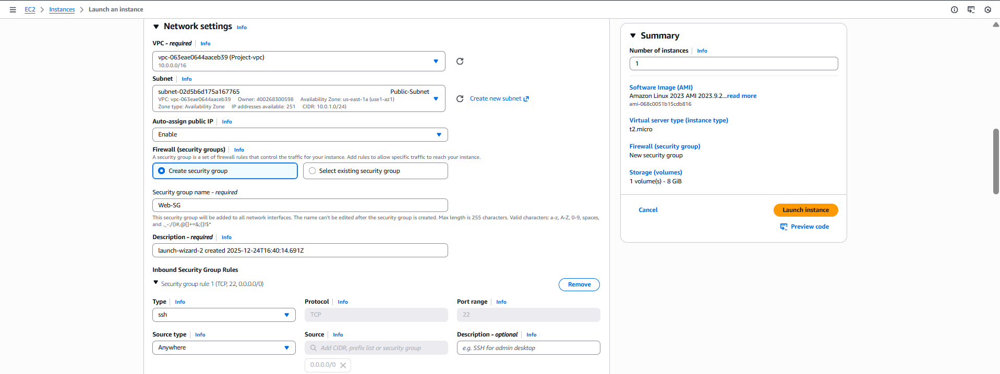 EC2 > Instances > Launch an instance
Network settings Info
VPC - required Info
vpc-063eae0644aaceb39 (Project-vpc)
10.0.0.0/16
Subnet Info
subnet-02d5b6d175a167765 Public-Subnet
VPC: vpc-063eae0644aaceb39 Owner: 400268300598 Availability Zone: us-east-1a (use1-az1)
Zone type: Availability Zone IP addresses available: 251 CIDR: 10.0.1.0/24)
Create new subnet
Auto-assign public IP Info
Enable
Firewall (security groups) Info
A security group is a set of firewall rules that control the traffic for your instance. Add rules to allow specific traffic to reach your instance.
Create security group Select existing security group
Security group name - required
Web-SG
This security group will be added to all network interfaces. The name can't be edited after the security group is created. Max length is 255 characters. Valid characters: a-z, A-Z, 0-9, spaces,
and ._-:/()#,@[]+=&;{}!$*
Description - required Info
launch-wizard-2 created 2025-12-24T16:40:14.691Z
Inbound Security Group Rules
Security group rule 1 (TCP, 22, 0.0.0.0/0) Remove
Type Info Protocol Info Port range Info
ssh TCP 22
Source type Info Source Info Description - optional Info
Anywhere Add CIDR, prefix list or security group e.g. SSH for admin desktop
0.0.0.0/0
Summary
Number of instances Info
1
Software Image (AMI)
Amazon Linux 2023 AMI 2023.9.2...read more
ami-068c0051b15cdb816
Virtual server type (instance type)
t2.micro
Firewall (security group)
New security group
Storage (volumes)
1 volume(s) - 8 GiB
Cancel Launch instance
Preview code